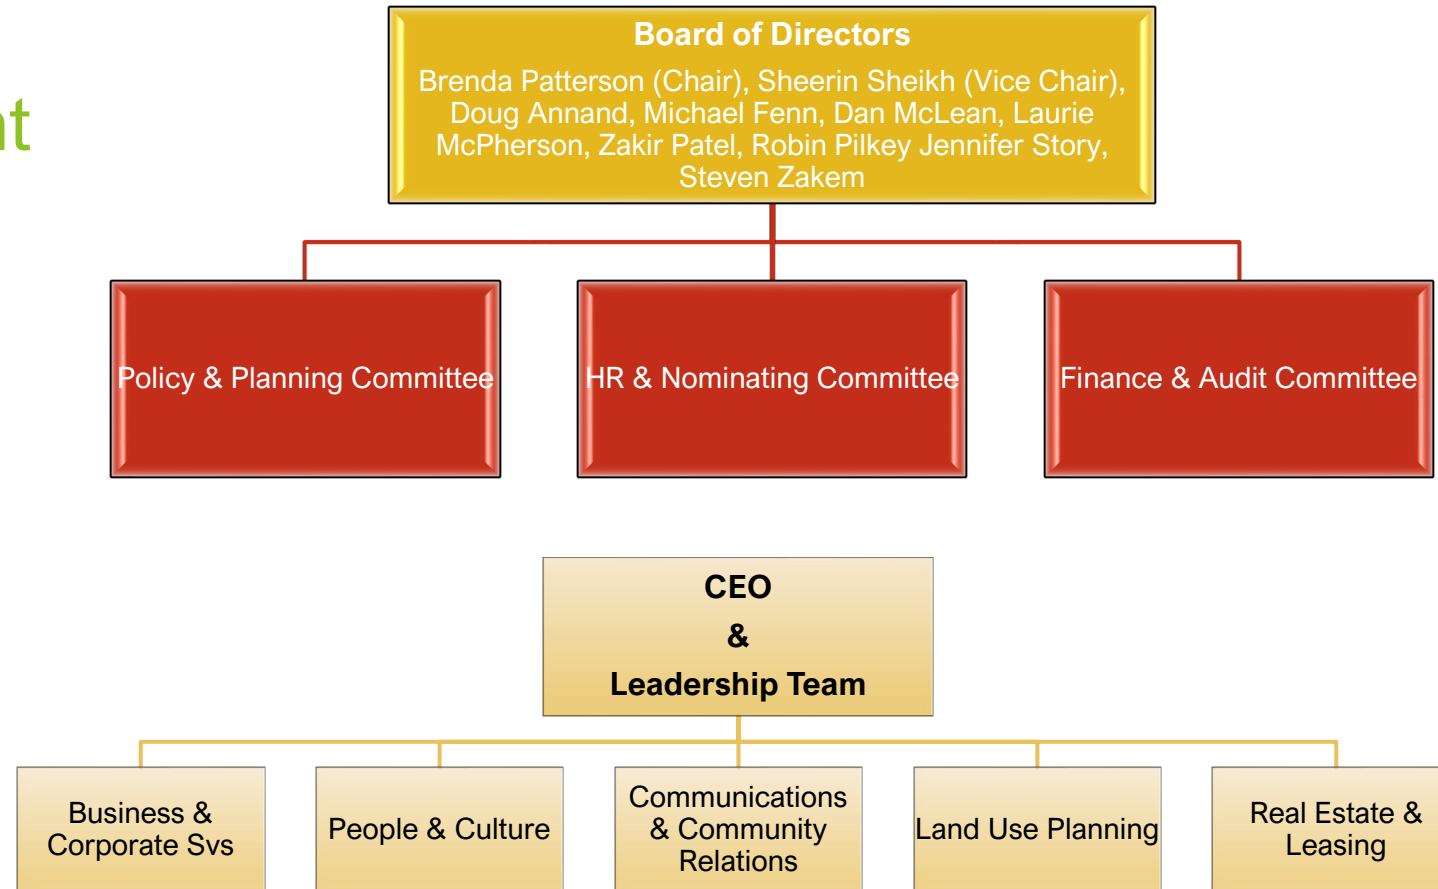 nt
Board of Directors
Brenda Patterson (Chair), Sheerin Sheikh (Vice Chair),
Doug Annand, Michael Fenn, Dan McLean, Laurie
McPherson, Zakir Patel, Robin Pilkey Jennifer Story,
Steven Zakem
Policy & Planning Committee
HR & Nominating Committee
Finance & Audit Committee
CEO
&
Leadership Team
Business &
Corporate Svs
People & Culture
Communications
& Community
Relations
Land Use Planning
Real Estate &
Leasing